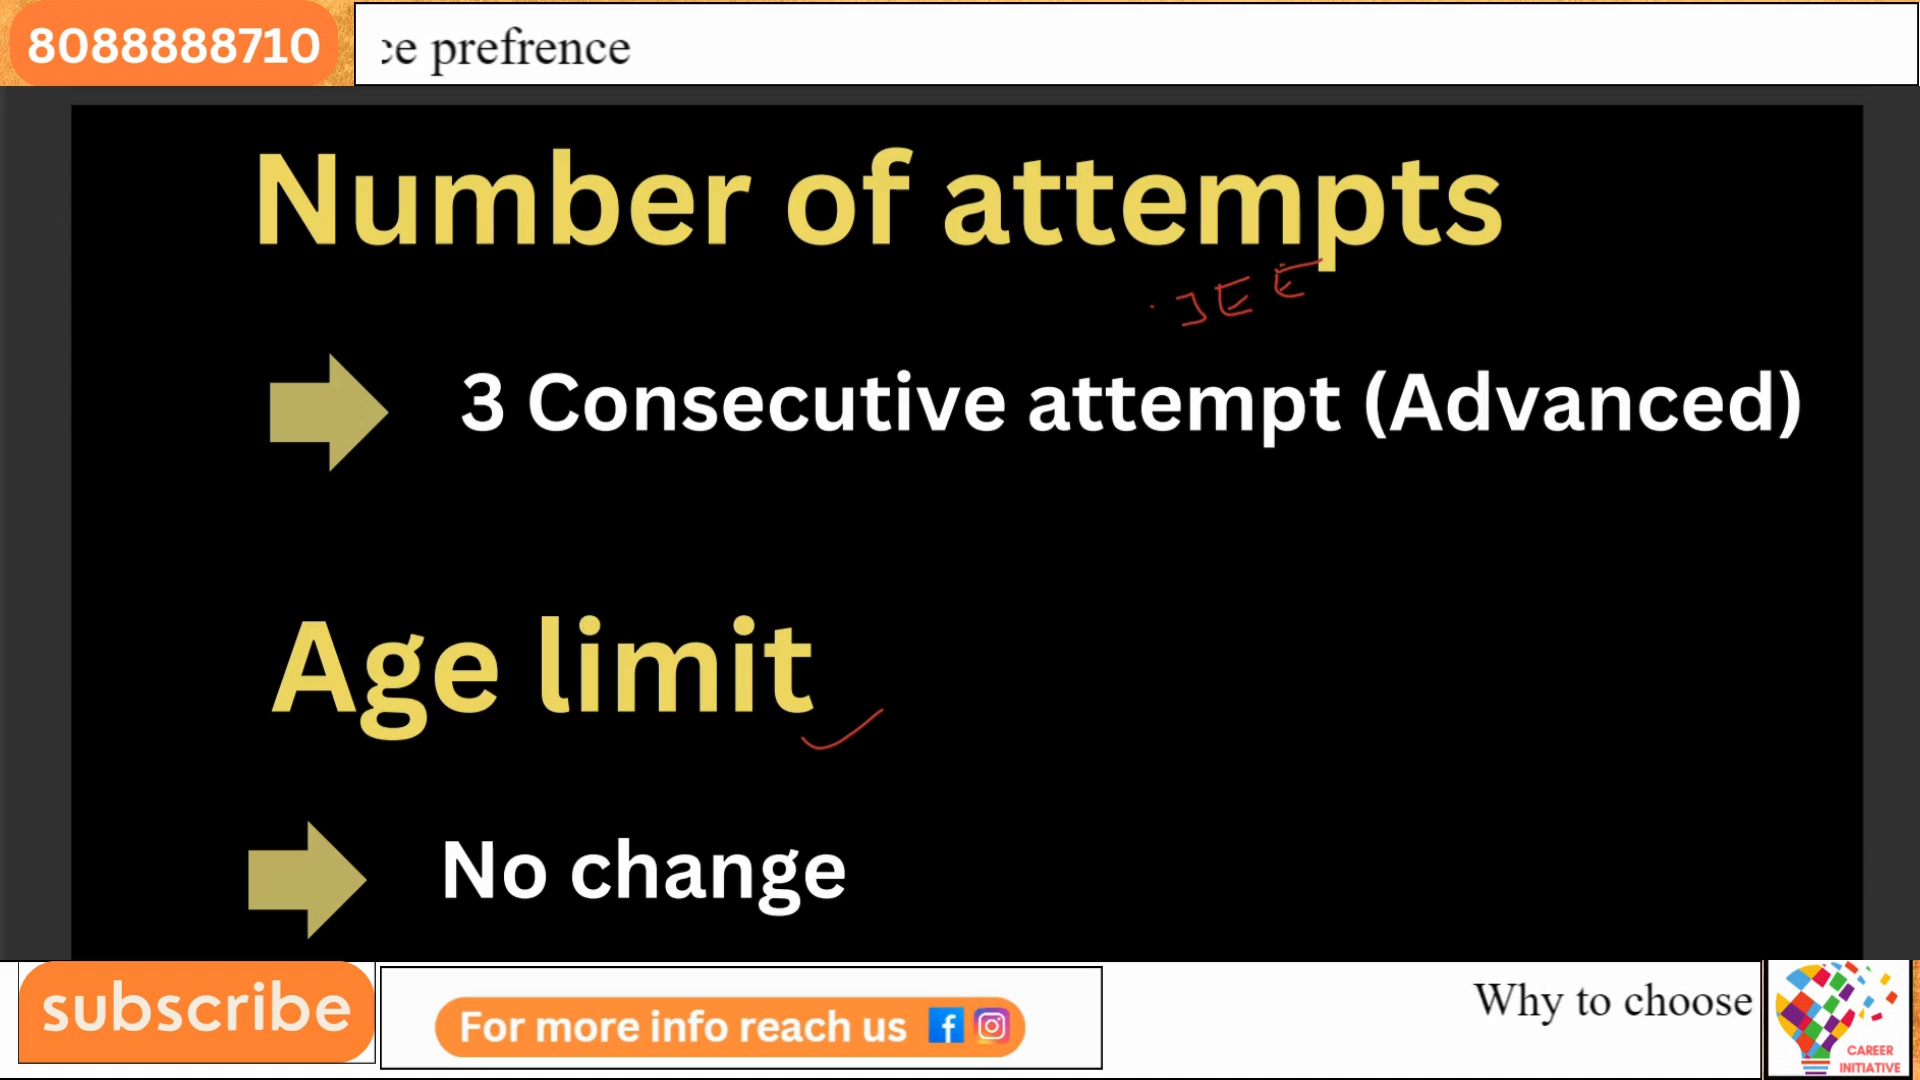 8088888710
ce prefrence
Number of attempts
JEE
3 Consecutive attempt (Advanced)
Age limit
No change
subscribe
For more info reach us
Why to choose
CAREER
INITIATIVE